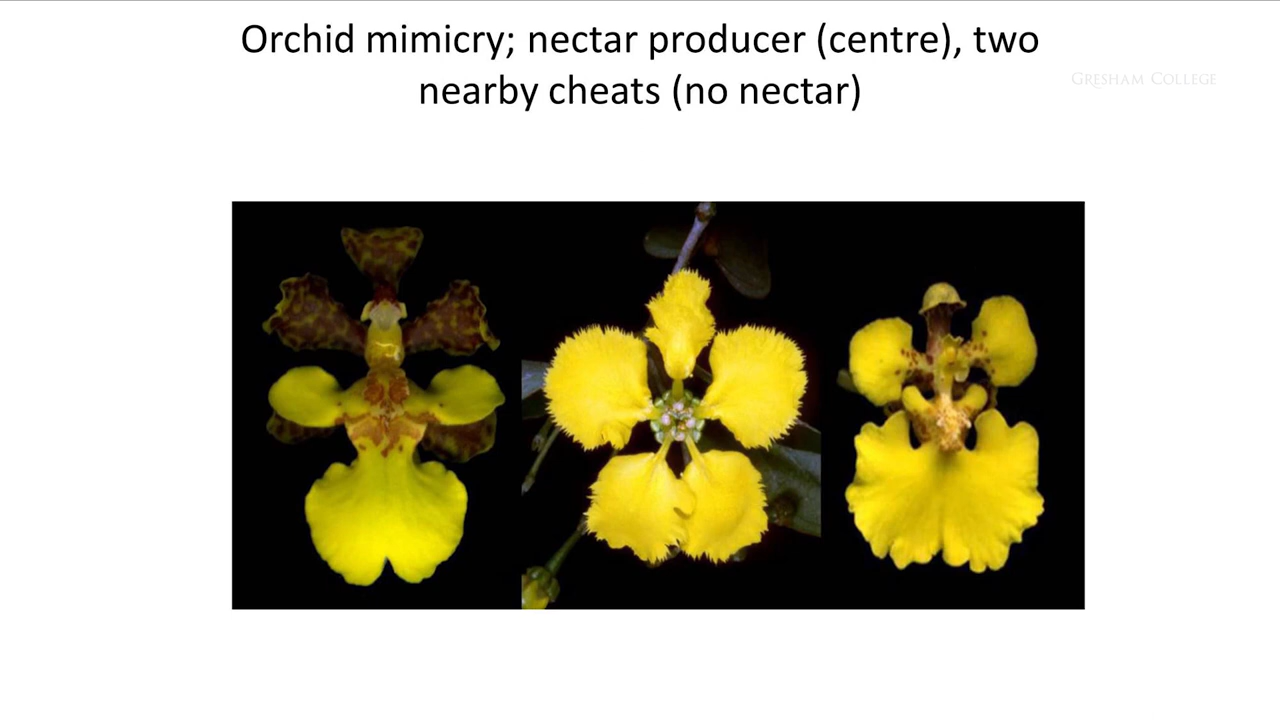 Orchid mimicry; nectar producer (centre), two
nearby cheats (no nectar)
GRESHAM COLLEGE